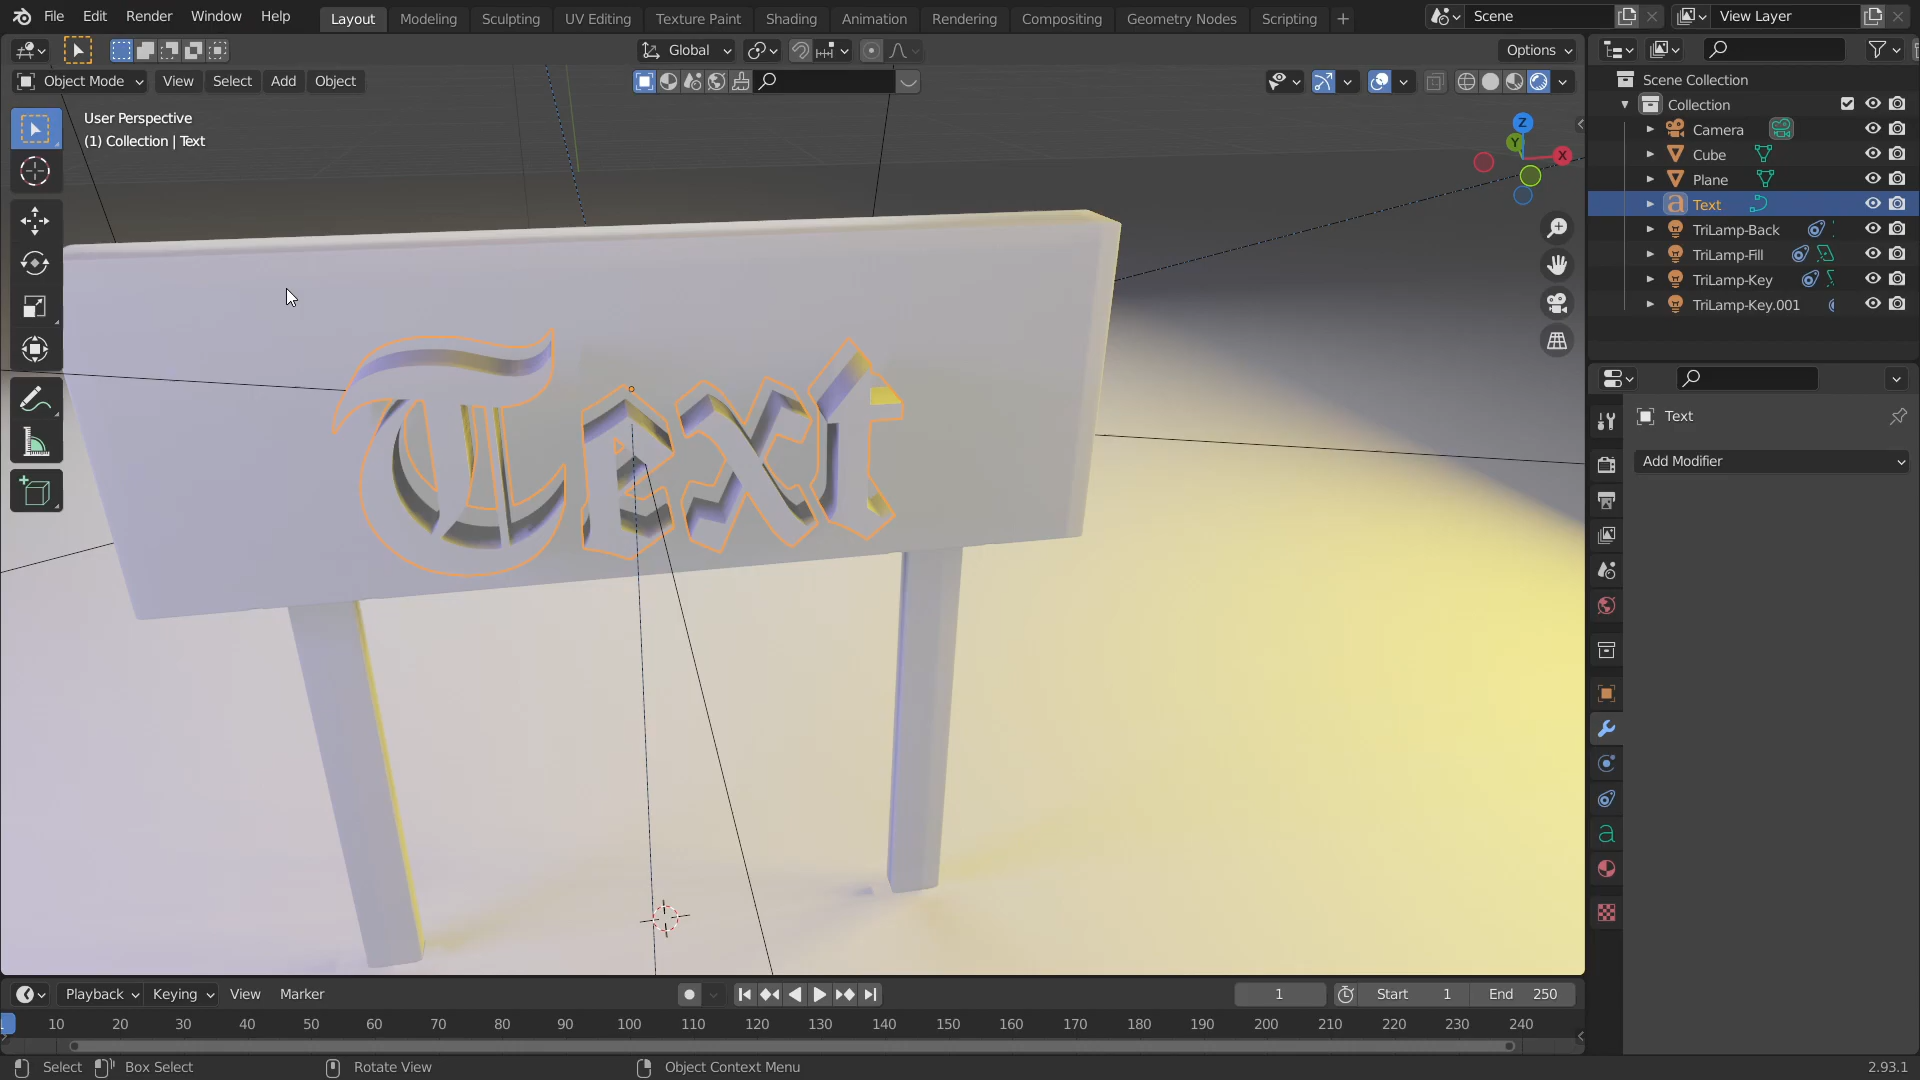 File Edit Render Window Help Layout Modeling Sculpting UV Editing Texture Paint Shading Animation Rendering Compositing Geometry Nodes Scripting Scene View Layer
Global Options
Object Mode View Select Add Object
User Perspective
(1) Collection | Text
Z
Y
X
Text
Scene Collection
Collection
Camera
Cube
Plane
Text
TriLamp-Back
TriLamp-Fill
TriLamp-Key
TriLamp-Key.001
Text
Add Modifier
Playback Keying View Marker 1 Start 1 End 250
10 20 30 40 50 60 70 80 90 100 110 120 130 140 150 160 170 180 190 200 210 220 230 240
Select Box Select Rotate View Object Context Menu 2.93.1